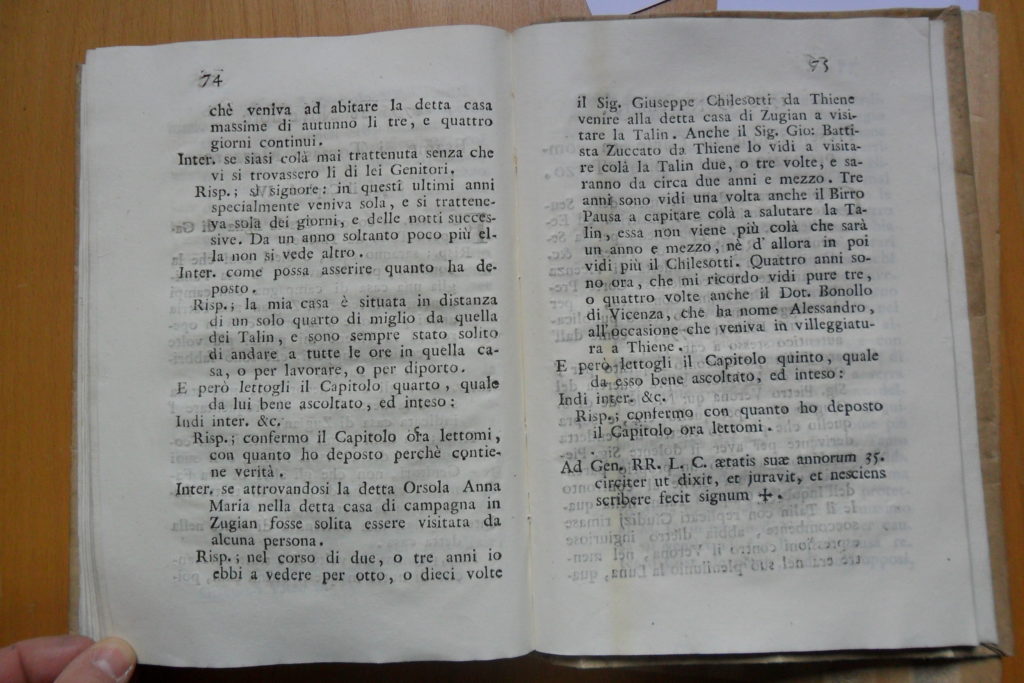 74
chè veniva ad abitare la detta casa
massime di autunno li tre, e quattro
giorni continui.
Inter. se siasi colà mai trattenuta senza che
vi si trovassero li di lei Genitori.
Risp.; sì signore: in questi ultimi anni
specialmente veniva sola, e si trattene-
va sola dei giorni, e delle notti succes-
sive. Da un anno soltanto poco più el-
la non si vede altro.
Inter. come possa asserire quanto ha de-
posto.
Risp.; la mia casa è situata in distanza
di un solo quarto di miglio da quella
dei Talin, e sono sempre stato solito
di andare a tutte le ore in quella ca-
sa, o per lavorare, o per diporto.
E però lettogli il Capitolo quarto, quale
da lui bene ascoltato, ed inteso:
Indi inter. &c.
Risp.; confermo il Capitolo ora lettomi,
con quanto ho deposto perchè contie-
ne verità.
Inter. se attrovandosi la detta Orsola Anna
Maria nella detta casa di campagna in
Zugian fosse solita essere visitata da
alcuna persona.
Risp.; nel corso di due, o tre anni io
ebbi a vedere per otto, o dieci volte
75
il Sig. Giuseppe Chilesotti da Thiene
venire alla detta casa di Zugian a visi-
tare la Talin. Anche il Sig. Gio: Batti-
sta Zuccato da Thiene lo vidi a visita-
re colà la Talin due, o tre volte, e sa-
ranno da circa due anni e mezzo. Tre
anni sono vidi una volta anche il Birro
Pausa a capitare colà a salutare la Ta-
lin, essa non viene più colà che sarà
un anno e mezzo, nè d'allora in poi
vidi più il Chilesotti. Quattro anni so-
no ora, che mi ricordo vidi pure tre,
o quattro volte anche il Dot. Bonollo
di Vicenza, che ha nome Alessandro,
all'occasione che veniva in villeggiatu-
ra a Thiene.
E però lettogli il Capitolo quinto, quale
da esso bene ascoltato, ed inteso:
Indi inter. &c.
Risp.; confermo con quanto ho deposto
il Capitolo ora lettomi.
Ad Gen. RR. L. C. ætatis suæ annorum 35.
circiter ut dixit, et juravit, et nesciens
scribere fecit signum ✢.